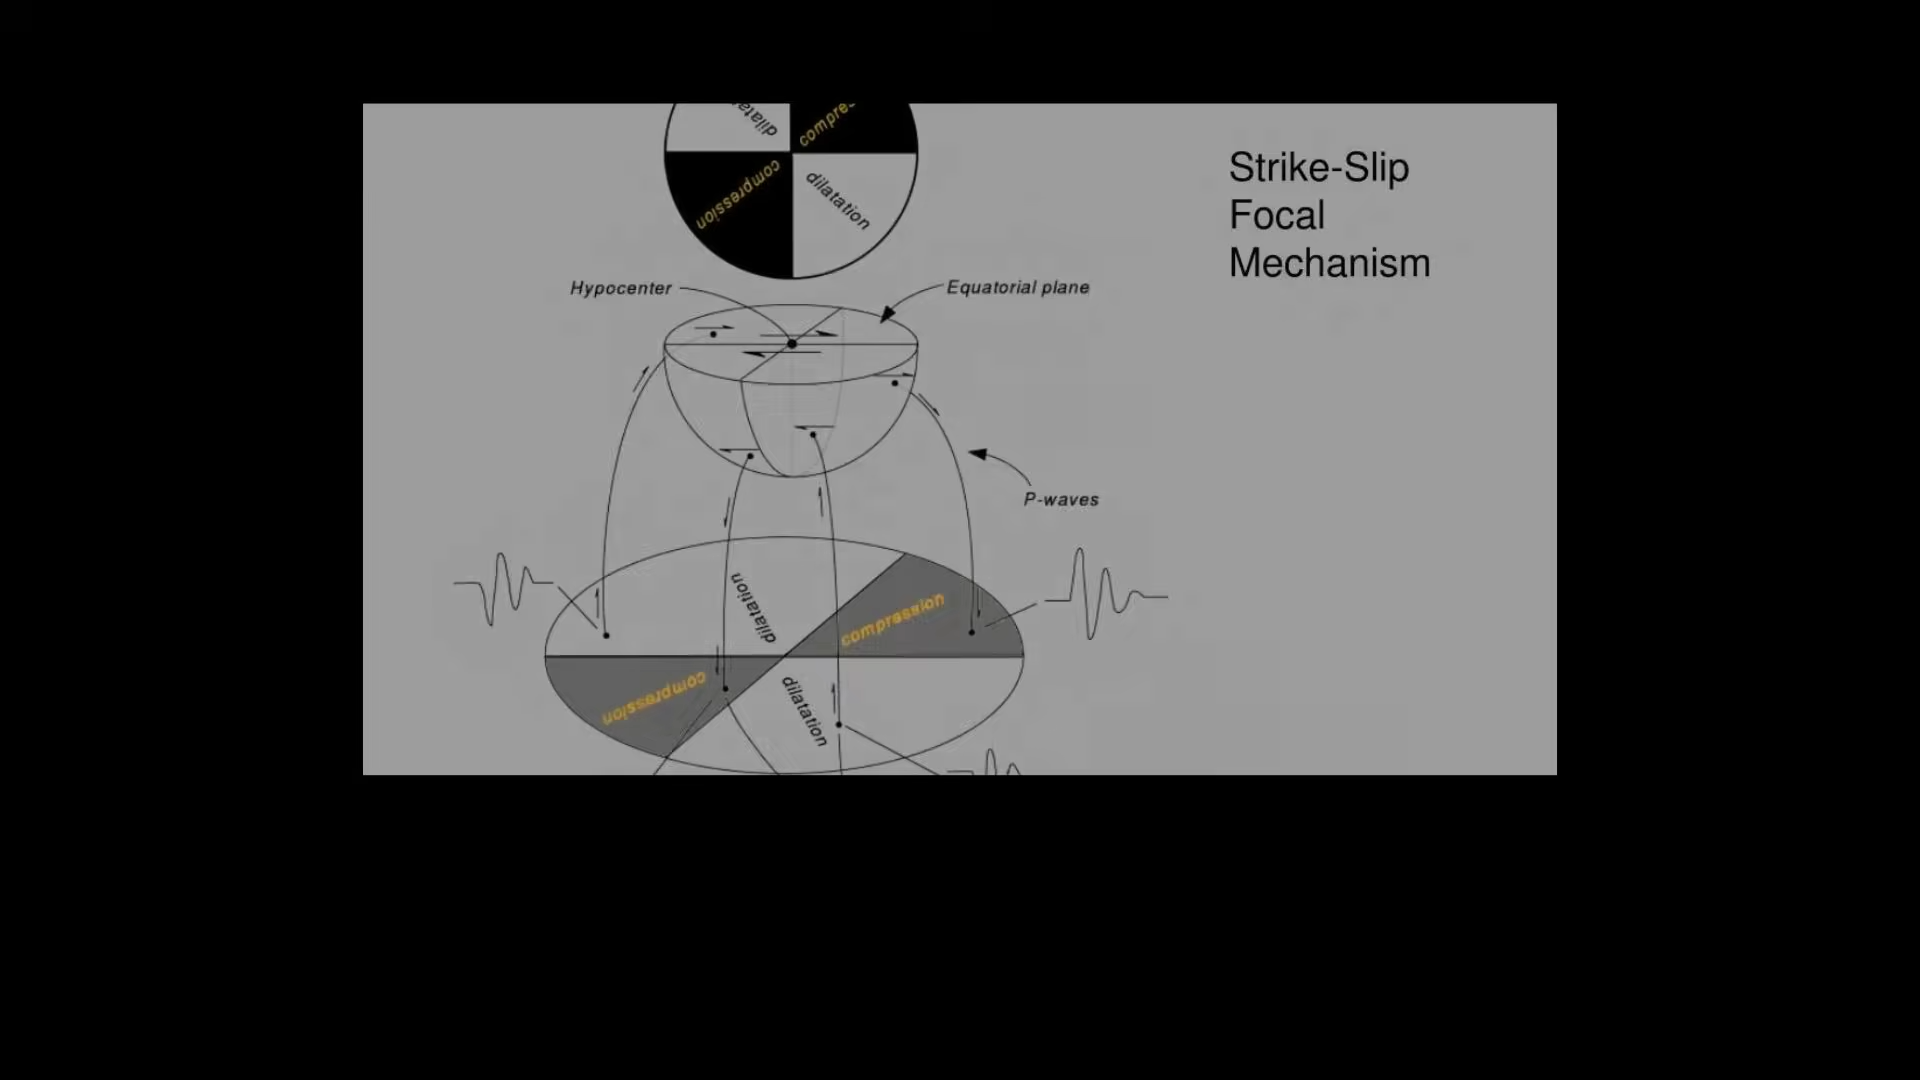 compression
dilatation
Hypocenter
Equatorial plane
P-waves
dilatation
compression
compression
dilatation
Strike-Slip
Focal
Mechanism